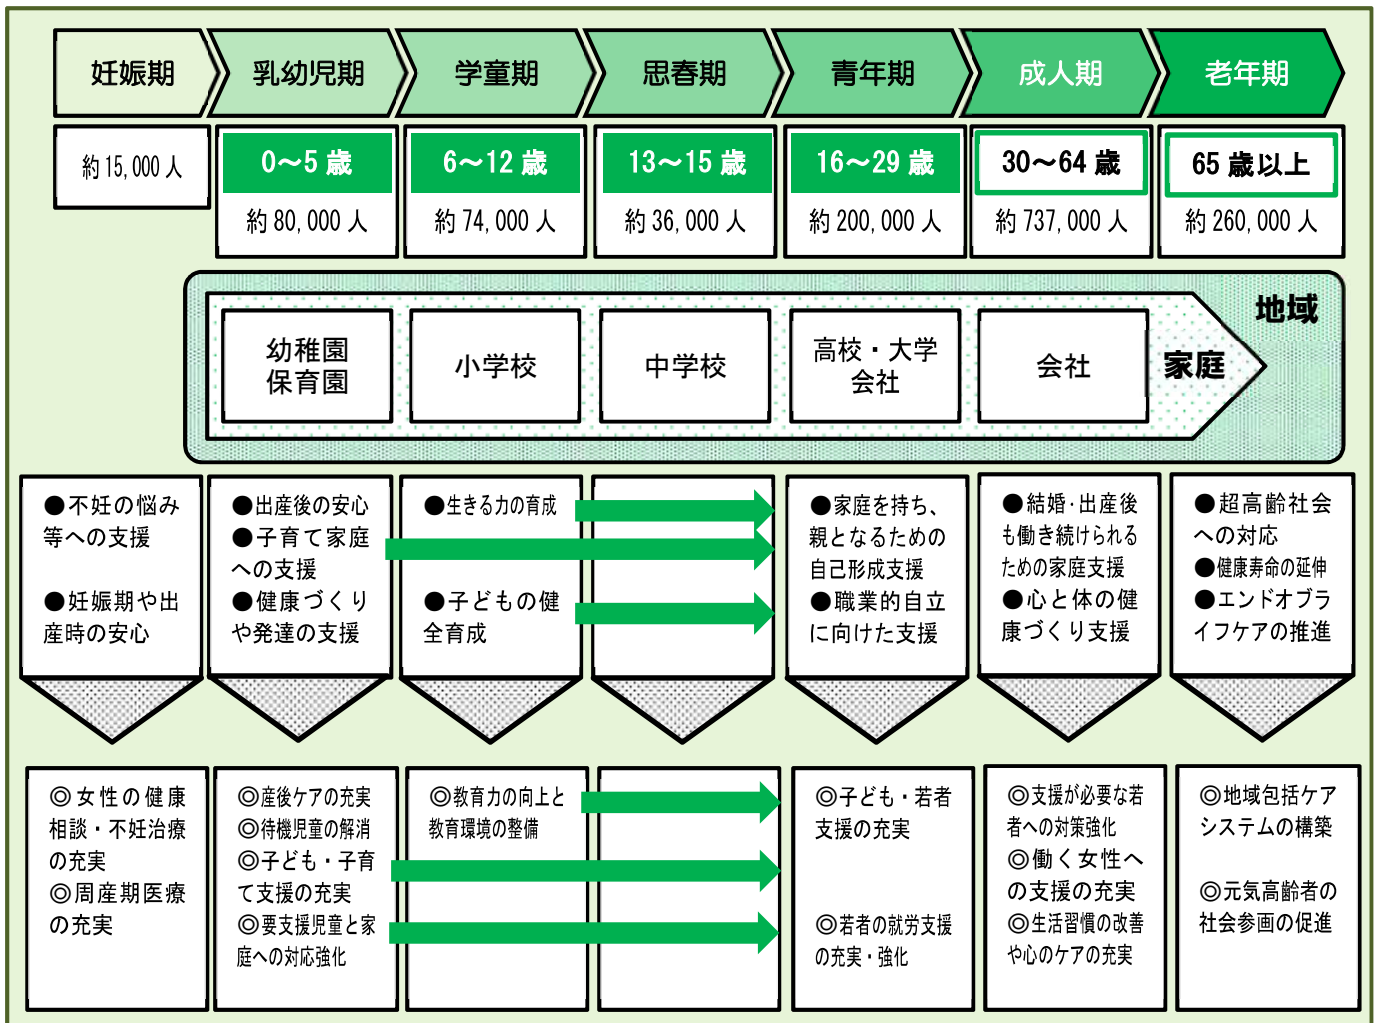 妊娠期
乳幼児期
学童期
思春期
青年期
成人期
老年期
約15,000人
0～5歳
約80,000人
6～12歳
約74,000人
13～15歳
約36,000人
16～29歳
約200,000人
30～64歳
約737,000人
65歳以上
約260,000人
地域
家庭
幼稚園
保育園
小学校
中学校
高校・大学
会社
会社
●不妊の悩み
等への支援
●妊娠期や出
産時の安心
●出産後の安心
●子育て家庭
への支援
●健康づくり
や発達の支援
●生きる力の育成
●子どもの健
全育成
●家庭を持ち、
親となるための
自己形成支援
●職業的自立
に向けた支援
●結婚・出産後
も働き続けられる
ための家庭支援
●心と体の健
康づくり支援
●超高齢社会
への対応
●健康寿命の延伸
●エンドオブラ
イフケアの推進
◎女性の健康
相談・不妊治療
の充実
◎周産期医療
の充実
◎産後ケアの充実
◎待機児童の解消
◎子ども・子育
て支援の充実
◎要支援児童と家
庭への対応強化
◎教育力の向上と
教育環境の整備
◎子ども・若者
支援の充実
◎若者の就労支援
の充実・強化
◎支援が必要な若
者への対策強化
◎働く女性へ
の支援の充実
◎生活習慣の改善
や心のケアの充実
◎地域包括ケア
システムの構築
◎元気高齢者の
社会参画の促進